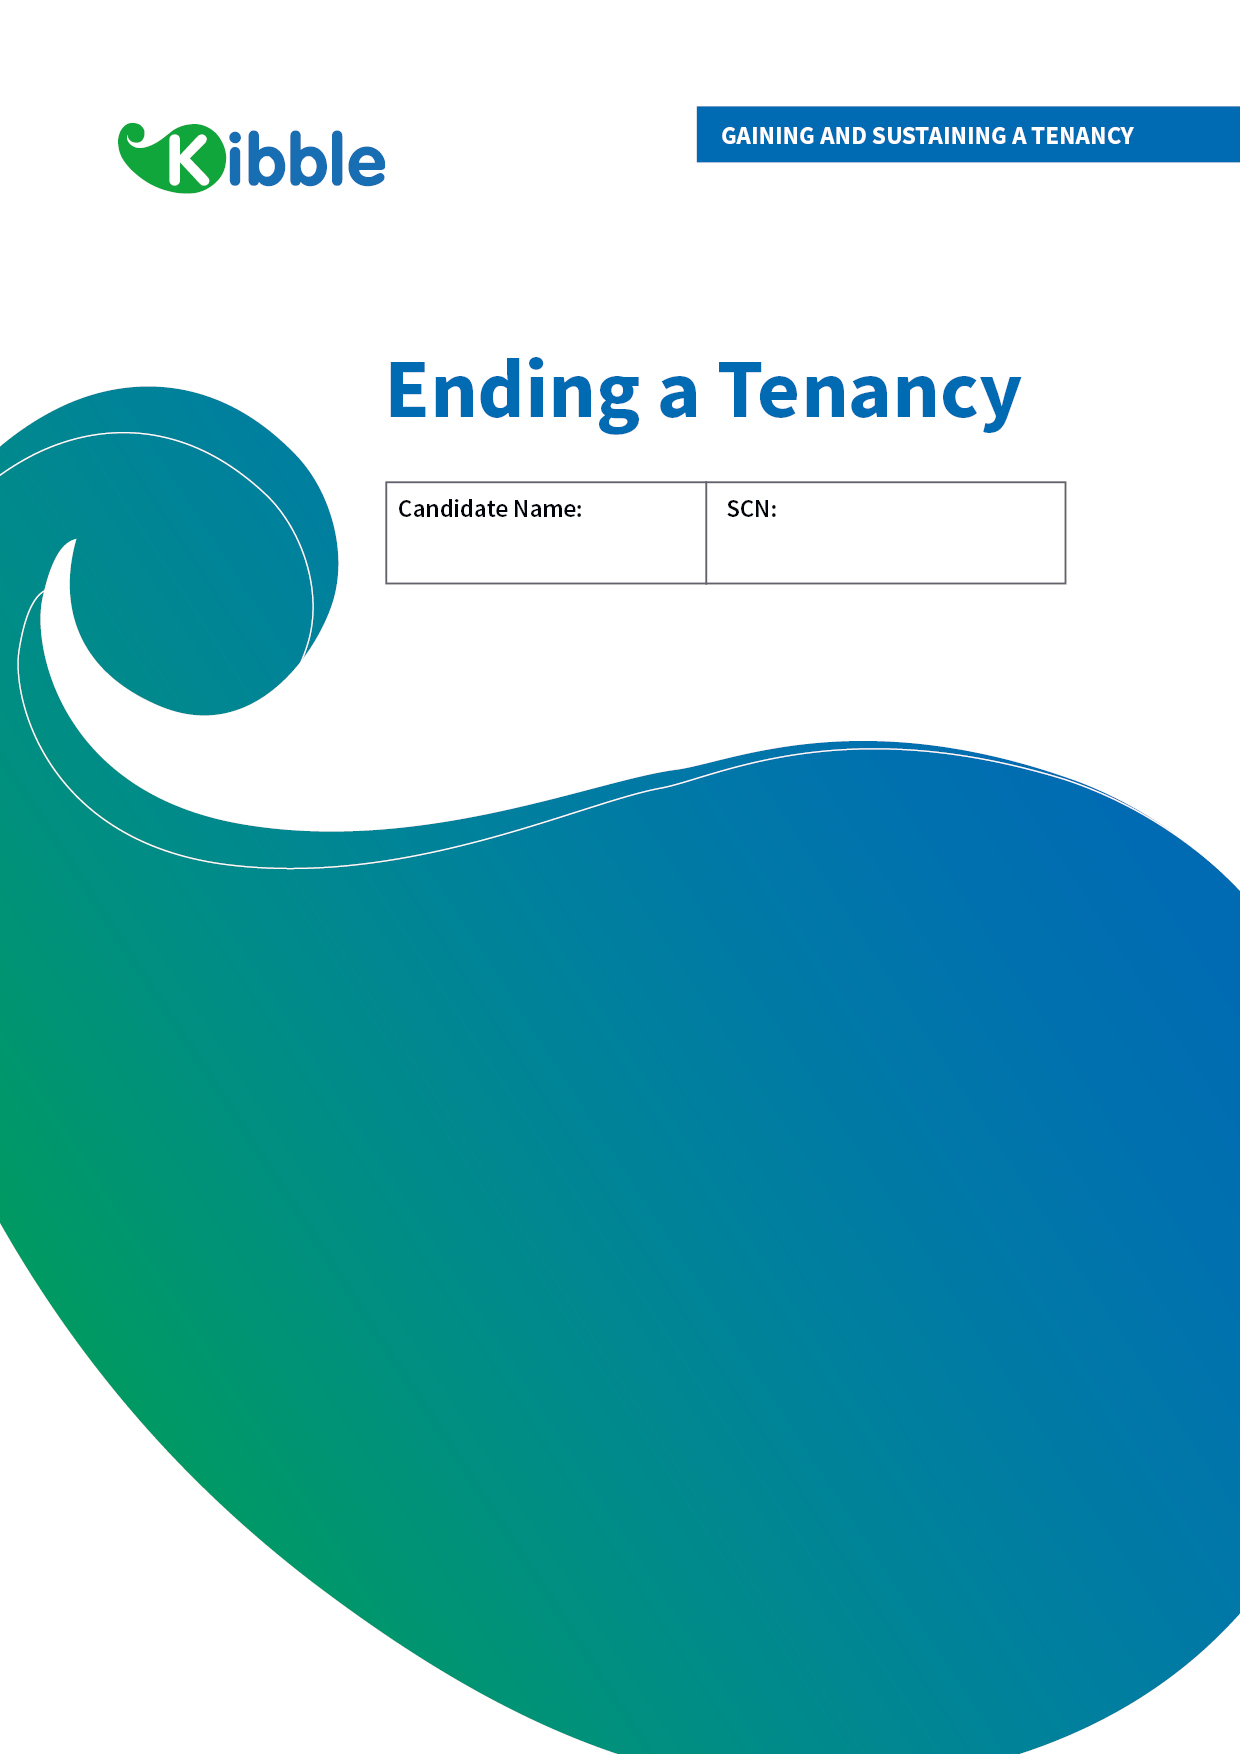 Kibble
GAINING AND SUSTAINING A TENANCY
Ending a Tenancy
Candidate Name:
SCN: